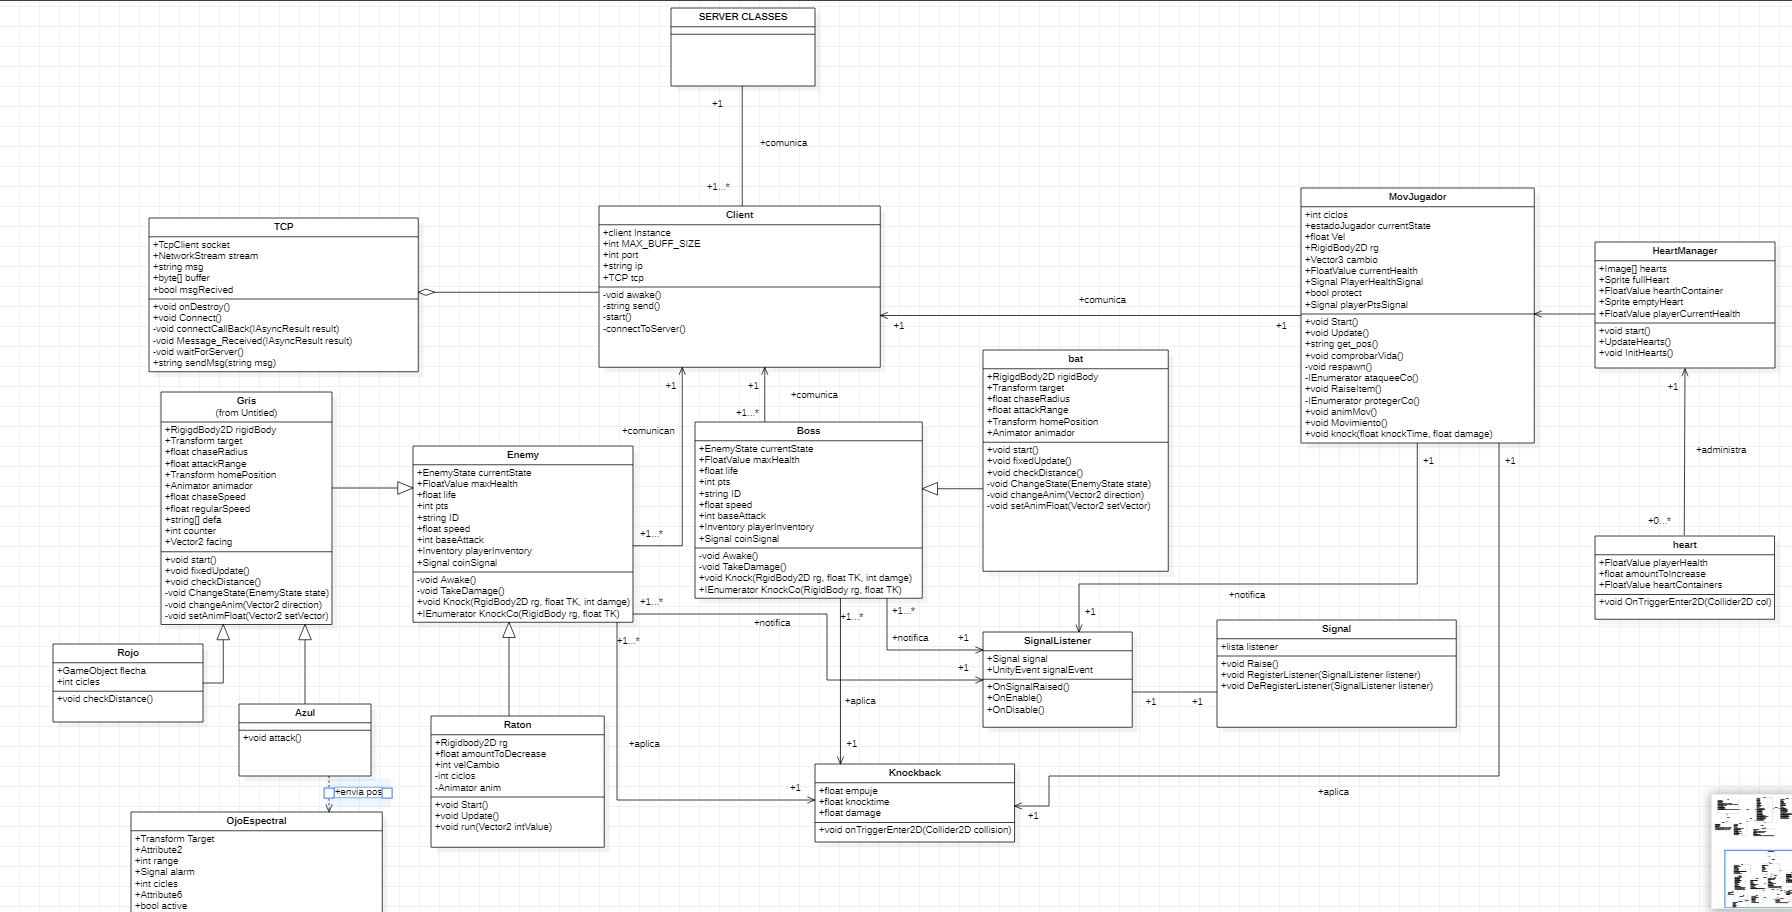 SERVER CLASSES
+1
+comunica
+1...*
TCP
+TcpClient socket
+NetworkStream stream
+string msg
+byte[] buffer
+bool msgRecived
+void onDestroy()
+void Connect()
-void connectCallBack(IAsyncResult result)
-void Message_Received(IAsyncResult result)
-void waitForServer()
+string sendMsg(string msg)
Client
+client Instance
+int MAX_BUFF_SIZE
+int port
+string ip
+TCP tcp
-void awake()
-string send()
-start()
-connectToServer()
+comunica
+1
+1
MovJugador
+int ciclos
+estadoJugador currentState
+float Vel
+RigidBody2D rg
+Vector3 cambio
+FloatValue currentHealth
+Signal PlayerHealthSignal
+bool protect
+Signal playerPtsSignal
+void Start()
+void Update()
+string get_pos()
+void comprobarVida()
-void respawn()
-IEnumerator ataqueeCo()
+void RaiseItem()
-IEnumerator protegerCo()
+void animMov()
+void Movimiento()
+void knock(float knockTime, float damage)
HeartManager
+Image[] hearts
+Sprite fullHeart
+FloatValue hearthContainer
+Sprite emptyHeart
+FloatValue playerCurrentHealth
+void start()
+UpdateHearts()
+void InitHearts()
+1
+administra
+0...*
heart
+FloatValue playerHealth
+float amountToIncrease
+FloatValue heartContainers
+void OnTriggerEnter2D(Collider2D col)
Gris
(from Untitled)
+RigigdBody2D rigidBody
+Transform target
+float chaseRadius
+float attackRange
+Transform homePosition
+Animator animador
+float chaseSpeed
+float regularSpeed
+string[] defa
+int counter
+Vector2 facing
+void start()
+void fixedUpdate()
+void checkDistance()
-void ChangeState(EnemyState state)
-void changeAnim(Vector2 direction)
-void setAnimFloat(Vector2 setVector)
Enemy
+EnemyState currentState
+FloatValue maxHealth
+float life
+int pts
+string ID
+float speed
+int baseAttack
+Inventory playerInventory
+Signal coinSignal
-void Awake()
-void TakeDamage()
+void Knock(RgidBody2D rg, float TK, int damge)
+IEnumerator KnockCo(RigidBody rg, float TK)
+1
+comunican
+1...*
+1
+comunica
+1...*
Boss
+EnemyState currentState
+FloatValue maxHealth
+float life
+int pts
+string ID
+float speed
+int baseAttack
+Inventory playerInventory
+Signal coinSignal
-void Awake()
-void TakeDamage()
+void Knock(RgidBody2D rg, float TK, int damge)
+IEnumerator KnockCo(RigidBody rg, float TK)
bat
+RigigdBody2D rigidBody
+Transform target
+float chaseRadius
+float attackRange
+Transform homePosition
+Animator animador
+void start()
+void fixedUpdate()
+void checkDistance()
-void ChangeState(EnemyState state)
-void changeAnim(Vector2 direction)
-void setAnimFloat(Vector2 setVector)
+1
+1
+notifica
+1
+1...*
+notifica
+1
+1...*
+notifica
+1
+1...*
+aplica
+1
+1...*
+aplica
+1
+aplica
+1
SignalListener
+Signal signal
+UnityEvent signalEvent
+OnSignalRaised()
+OnEnable()
+OnDisable()
+1
+1
Signal
+lista listener
+void Raise()
+void RegisterListener(SignalListener listener)
+void DeRegisterListener(SignalListener listener)
Rojo
+GameObject flecha
+int cicles
+void checkDistance()
Azul
+void attack()
+envia pos
Raton
+Rigidbody2D rg
+float amountToDecrease
+int velCambio
-int ciclos
-Animator anim
+void Start()
+void Update()
+void run(Vector2 intValue)
Knockback
+float empuje
+float knocktime
+float damage
+void onTriggerEnter2D(Collider2D collision)
OjoEspectral
+Transform Target
+Attribute2
+int range
+Signal alarm
+int cicles
+Attribute6
+bool active